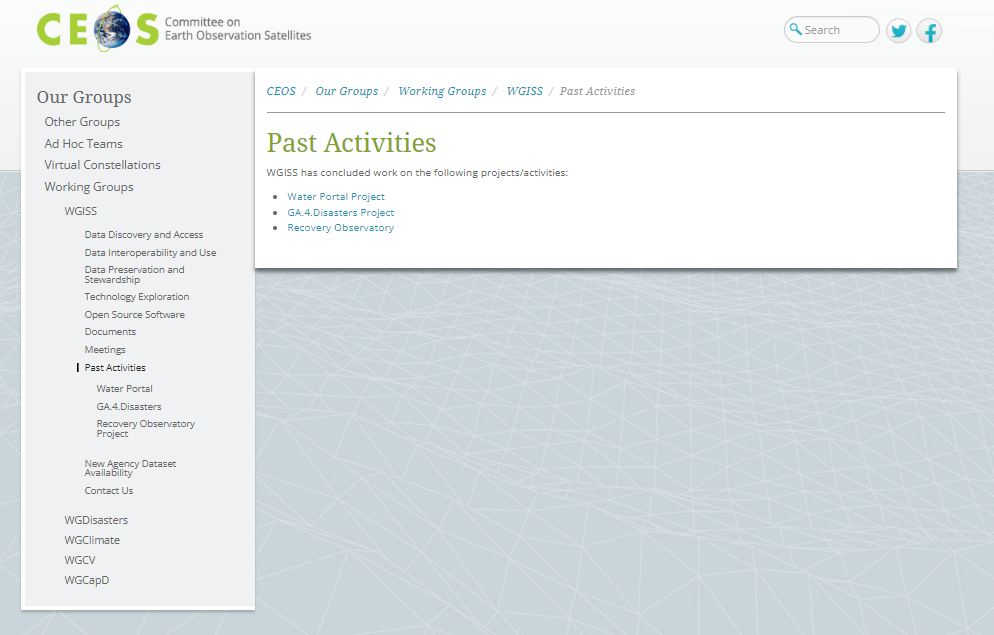 CEOS
Committee on
Earth Observation Satellites
Search
Our Groups
Other Groups
Ad Hoc Teams
Virtual Constellations
Working Groups
WGISS
Data Discovery and Access
Data Interoperability and Use
Data Preservation and
Stewardship
Technology Exploration
Open Source Software
Documents
Meetings
Past Activities
Water Portal
GA.4.Disasters
Recovery Observatory
Project
New Agency Dataset
Availability
Contact Us
WGDisasters
WGClimate
WGCV
WGCapD
CEOS / Our Groups / Working Groups / WGISS / Past Activities
Past Activities
WGISS has concluded work on the following projects/activities:
Water Portal Project
GA.4.Disasters Project
Recovery Observatory